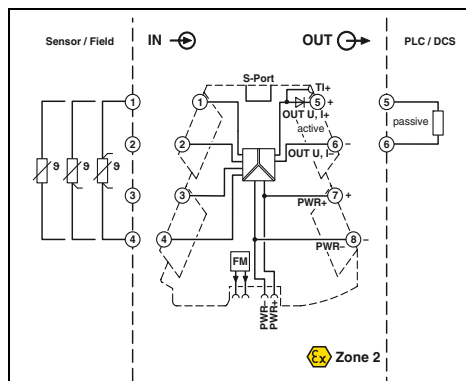 Sensor / Field
IN
OUT
PLC / DCS
S-Port
TI+
1
1
5
+
5
OUT U, I+
active
passive
2
2
6
–
6
OUT U, I–
ϑ
ϑ
ϑ
3
3
7
+
PWR+
4
4
8
–
PWR–
FM
PWR–
PWR+
Ex
Zone 2